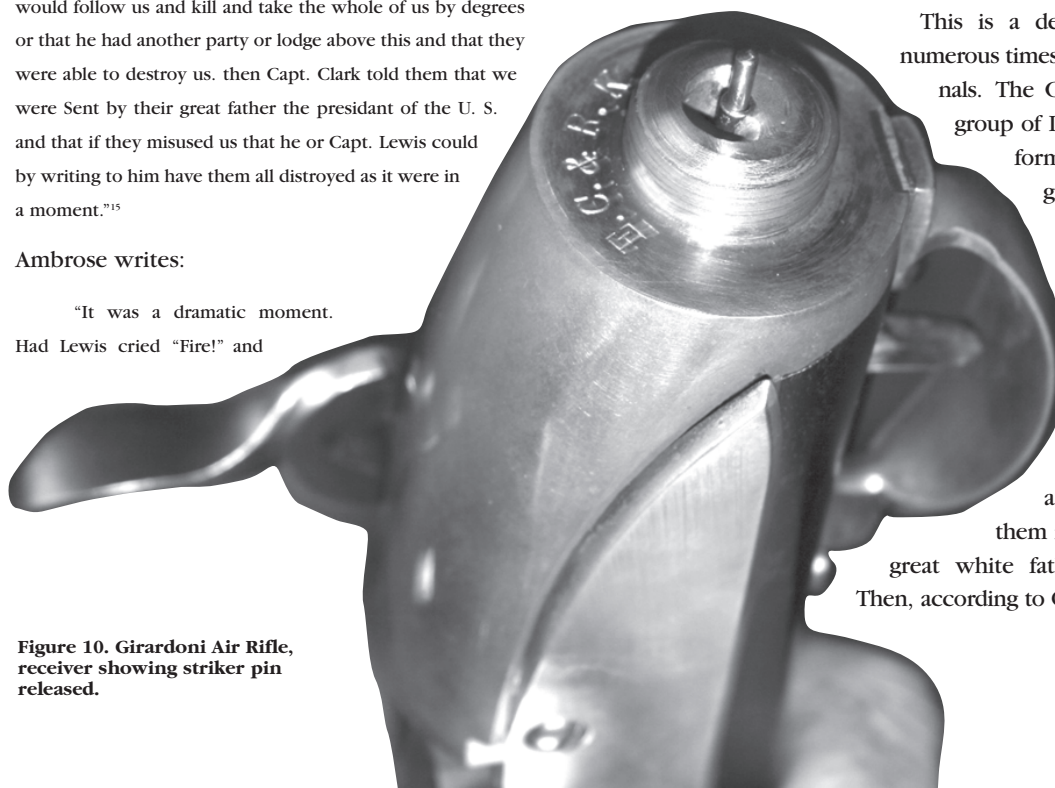 would follow us and kill and take the whole of us by degrees
or that he had another party or lodge above this and that they
were able to destroy us. then Capt. Clark told them that we
were Sent by their great father the presidant of the U. S.
and that if they misused us that he or Capt. Lewis could
by writing to him have them all distroyed as it were in
a moment.”¹⁵
Ambrose writes:
“It was a dramatic moment.
Had Lewis cried “Fire!” and
E. C. & R. K
Figure 10. Girardoni Air Rifle,
receiver showing striker pin
released.
This is a de
numerous times
nals. The
group of
form
g
a
them
great white fat
Then, according to